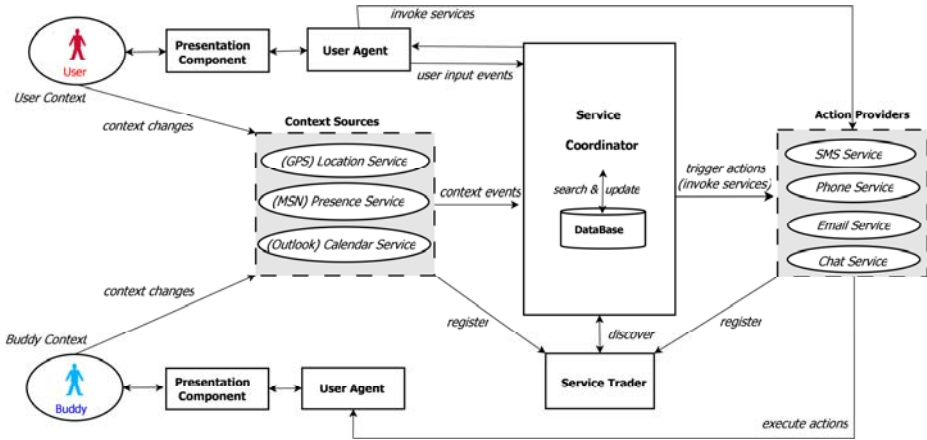 invoke services
Presentation
Component
User Agent
User
user input events
User Context
context changes
Context Sources
(GPS) Location Service
(MSN) Presence Service
(Outlook) Calendar Service
context events
Service
Coordinator
search & update
DataBase
trigger actions
(invoke services)
Action Providers
SMS Service
Phone Service
Email Service
Chat Service
context changes
register
discover
register
Buddy Context
Buddy
Presentation
Component
User Agent
Service Trader
execute actions